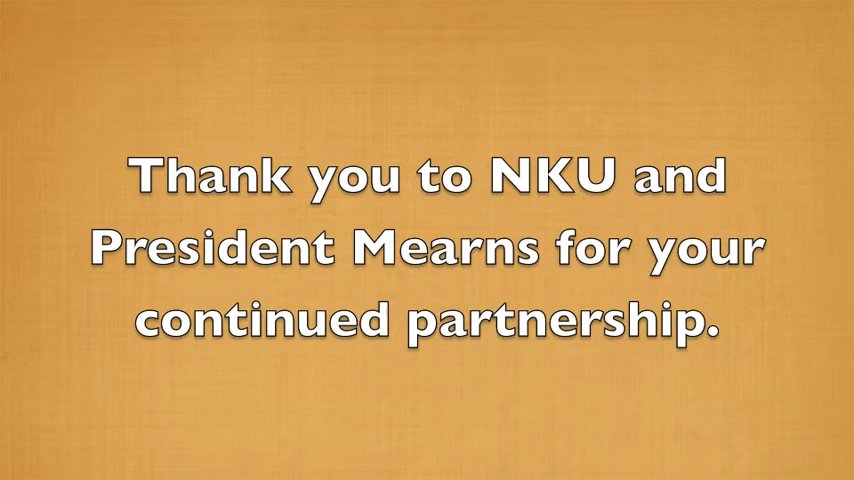 Thank you to NKU and
President Mearns for your
continued partnership.